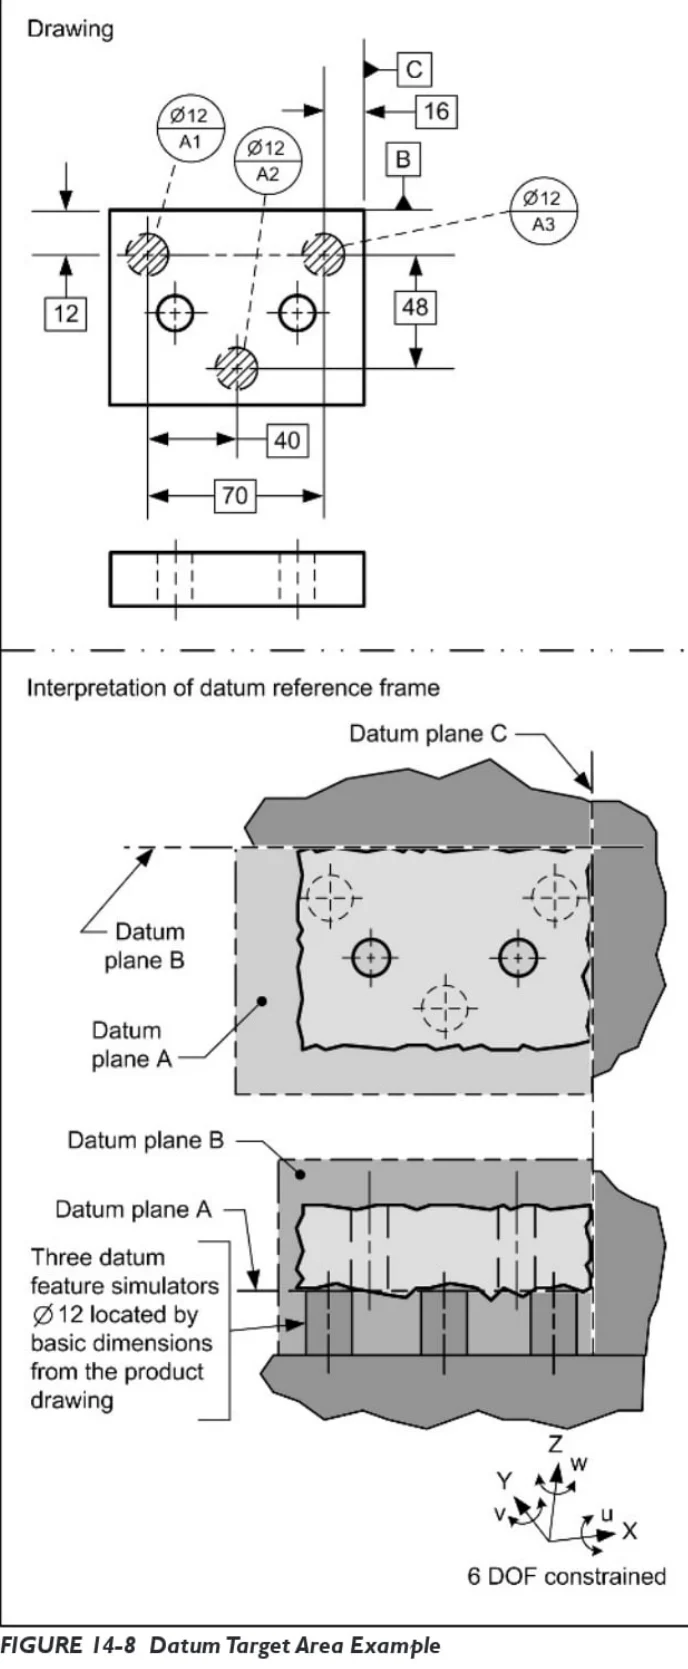 Drawing
C
16
Ø12
A1
Ø12
A2
B
Ø12
A3
12
48
40
70
Interpretation of datum reference frame
Datum plane C
Datum
plane B
Datum
plane A
Datum plane B
Datum plane A
Three datum
feature simulators
Ø12 located by
basic dimensions
from the product
drawing
Z
w
Y
v
u
X
6 DOF constrained
FIGURE 14-8 Datum Target Area Example